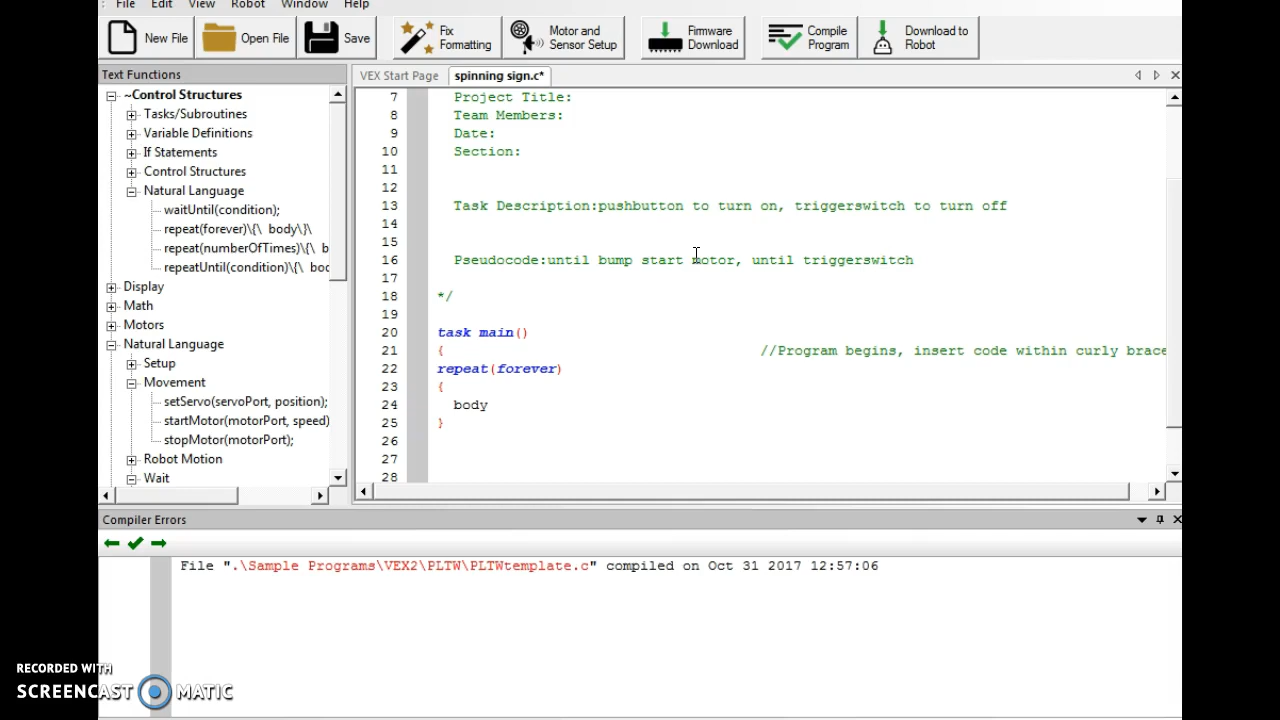 File Edit View Robot Window Help
New File Open File Save Fix Formatting Motor and Sensor Setup Firmware Download Compile Program Download to Robot
Text Functions
~Control Structures
Tasks/Subroutines
Variable Definitions
If Statements
Control Structures
Natural Language
waitUntil(condition);
repeat(forever)\{\ body\}\
repeat(numberOfTimes)\{\ b
repeatUntil(condition)\{\ bod
Display
Math
Motors
Natural Language
Setup
Movement
setServo(servoPort, position);
startMotor(motorPort, speed)
stopMotor(motorPort);
Robot Motion
Wait
VEX Start Page spinning sign.c*
7 Project Title:
8 Team Members:
9 Date:
10 Section:
11
12
13 Task Description:pushbutton to turn on, triggerswitch to turn off
14
15
16 Pseudocode:until bump start motor, until triggerswitch
17
18 */
19
20 task main()
21 { //Program begins, insert code within curly brace
22 repeat(forever)
23 {
24 body
25 }
26
27
28
Compiler Errors
File ".\Sample Programs\VEX2\PLTW\PLTWtemplate.c" compiled on Oct 31 2017 12:57:06
RECORDED WITH
SCREENCAST MATIC